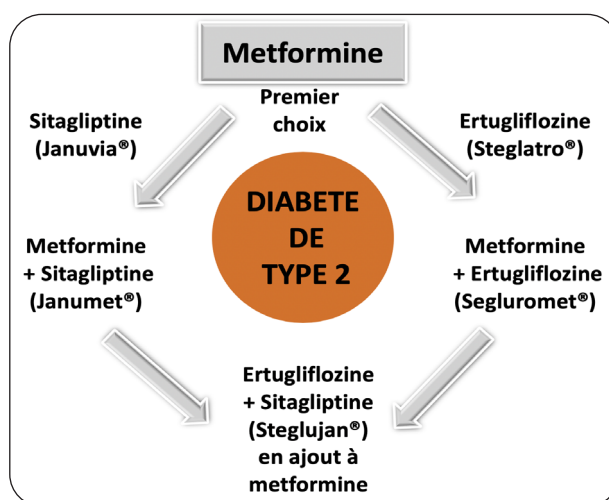 Metformine
Premier
choix
Sitagliptine
(Januvia®)
Ertugliflozine
(Steglatro®)
DIABETE
DE
TYPE 2
Metformine
+ Sitagliptine
(Janumet®)
Metformine
+ Ertugliflozine
(Segluromet®)
Ertugliflozine
+ Sitagliptine
(Steglujan®)
en ajout à
metformine